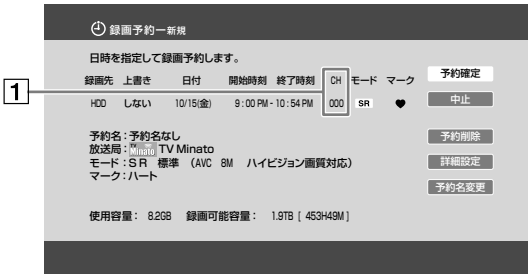 録画予約ー新規
日時を指定して録画予約します。
録画先 上書き 日付 開始時刻 終了時刻 CH モード マーク 予約確定
1
HDD しない 10/15(金) 9:00 PM - 10:54 PM 000 SR ♥ 中止
予約名：予約名なし 予約削除
放送局：TV Minato TV Minato
モード：SR 標準 （AVC 8M ハイビジョン画質対応） 詳細設定
マーク：ハート
予約名変更
使用容量： 8.2GB 録画可能容量： 1.9TB [ 453H49M ]